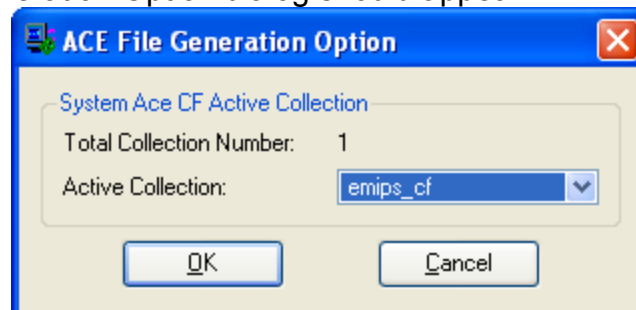 ACE File Generation Option
System Ace CF Active Collection
Total Collection Number: 1
Active Collection: emips_cf
OK Cancel